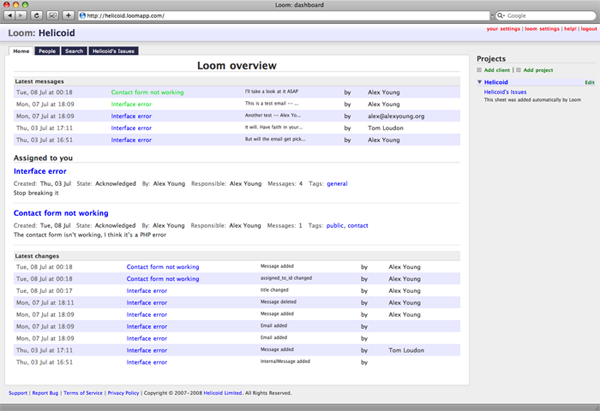 Loom: dashboard
http://helicoid.loomapp.com/
Google
Loom: Helicoid
your settings | loom settings | help! | logout
Home People Search Helicoid's Issues
Loom overview
Latest messages
Tue, 08 Jul at 00:18 Contact form not working I'll take a look at it ASAP by Alex Young
Mon, 07 Jul at 18:09 Interface error This is a test email -- ... by Alex Young
Mon, 07 Jul at 18:09 Interface error Another test -- Alex Yo... by alex@alexyoung.org
Thu, 03 Jul at 17:11 Interface error It will. Have faith in your... by Tom Loudon
Thu, 03 Jul at 16:51 Interface error But will the email get pick... by Alex Young
Assigned to you
Interface error
Created: Thu, 03 Jul State: Acknowledged By: Alex Young Responsible: Alex Young Messages: 4 Tags: general
Stop breaking it
Contact form not working
Created: Tue, 08 Jul State: Acknowledged By: Alex Young Responsible: Alex Young Messages: 1 Tags: public, contact
The contact form isn't working, I think it's a PHP error
Latest changes
Tue, 08 Jul at 00:18 Contact form not working Message added by Alex Young
Tue, 08 Jul at 00:18 Contact form not working assigned_to_id changed by Alex Young
Tue, 08 Jul at 00:17 Interface error title changed by Alex Young
Mon, 07 Jul at 18:11 Interface error Message deleted by Alex Young
Mon, 07 Jul at 18:09 Interface error Message added by Alex Young
Mon, 07 Jul at 18:09 Interface error Email added by
Mon, 07 Jul at 18:09 Interface error Email added by
Thu, 03 Jul at 17:11 Interface error Message added by Tom Loudon
Thu, 03 Jul at 16:51 Interface error InternalMessage added by
Projects
Add client | Add project
Helicoid Edit
Helicoid's Issues
This sheet was added automatically by Loom
Support | Report Bug | Terms of Service | Privacy Policy | Copyright © 2007-2008 Helicoid Limited. All Rights Reserved.